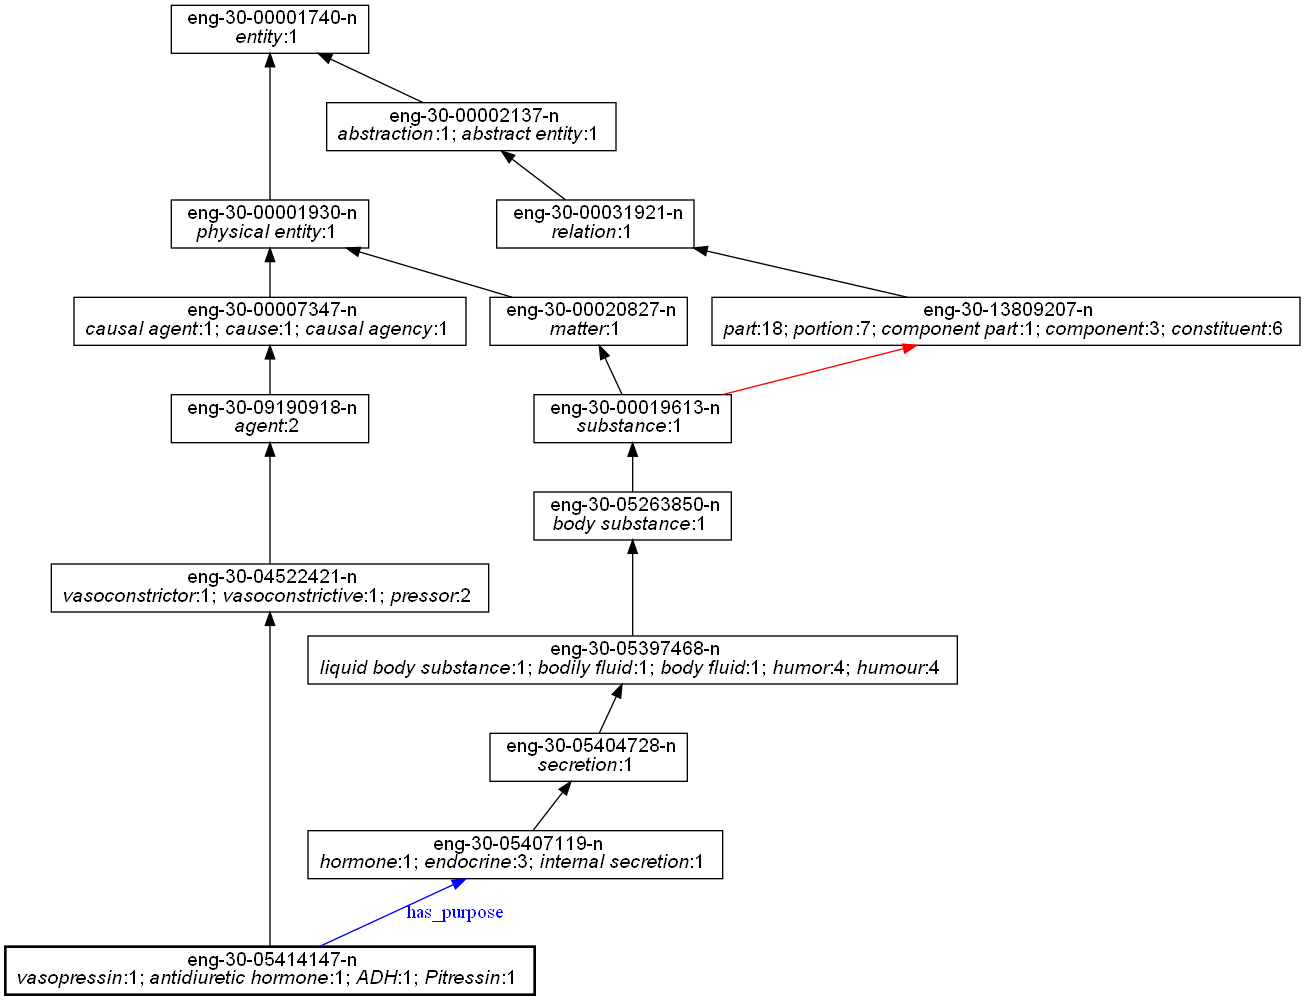 eng-30-00001740-n
entity:1
eng-30-00002137-n
abstraction:1; abstract entity:1
eng-30-00001930-n
physical entity:1
eng-30-00031921-n
relation:1
eng-30-00007347-n
causal agent:1; cause:1; causal agency:1
eng-30-00020827-n
matter:1
eng-30-13809207-n
part:18; portion:7; component part:1; component:3; constituent:6
eng-30-09190918-n
agent:2
eng-30-00019613-n
substance:1
eng-30-05263850-n
body substance:1
eng-30-04522421-n
vasoconstrictor:1; vasoconstrictive:1; pressor:2
eng-30-05397468-n
liquid body substance:1; bodily fluid:1; body fluid:1; humor:4; humour:4
eng-30-05404728-n
secretion:1
eng-30-05407119-n
hormone:1; endocrine:3; internal secretion:1
has_purpose
eng-30-05414147-n
vasopressin:1; antidiuretic hormone:1; ADH:1; Pitressin:1